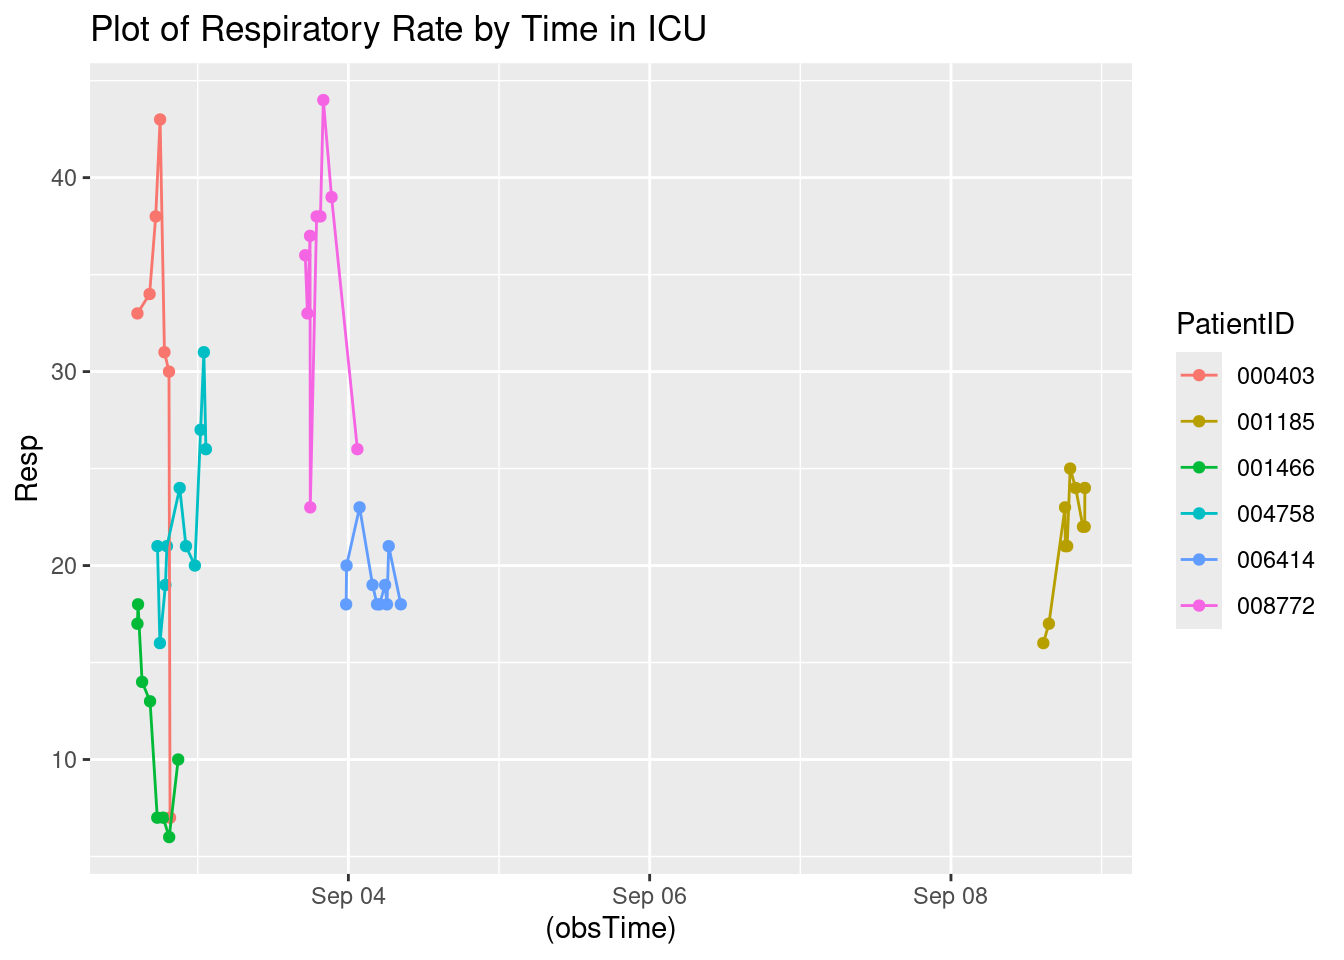 Plot of Respiratory Rate by Time in ICU
Resp
40
30
20
10
Sep 04
Sep 06
Sep 08
(obsTime)
PatientID
000403
001185
001466
004758
006414
008772